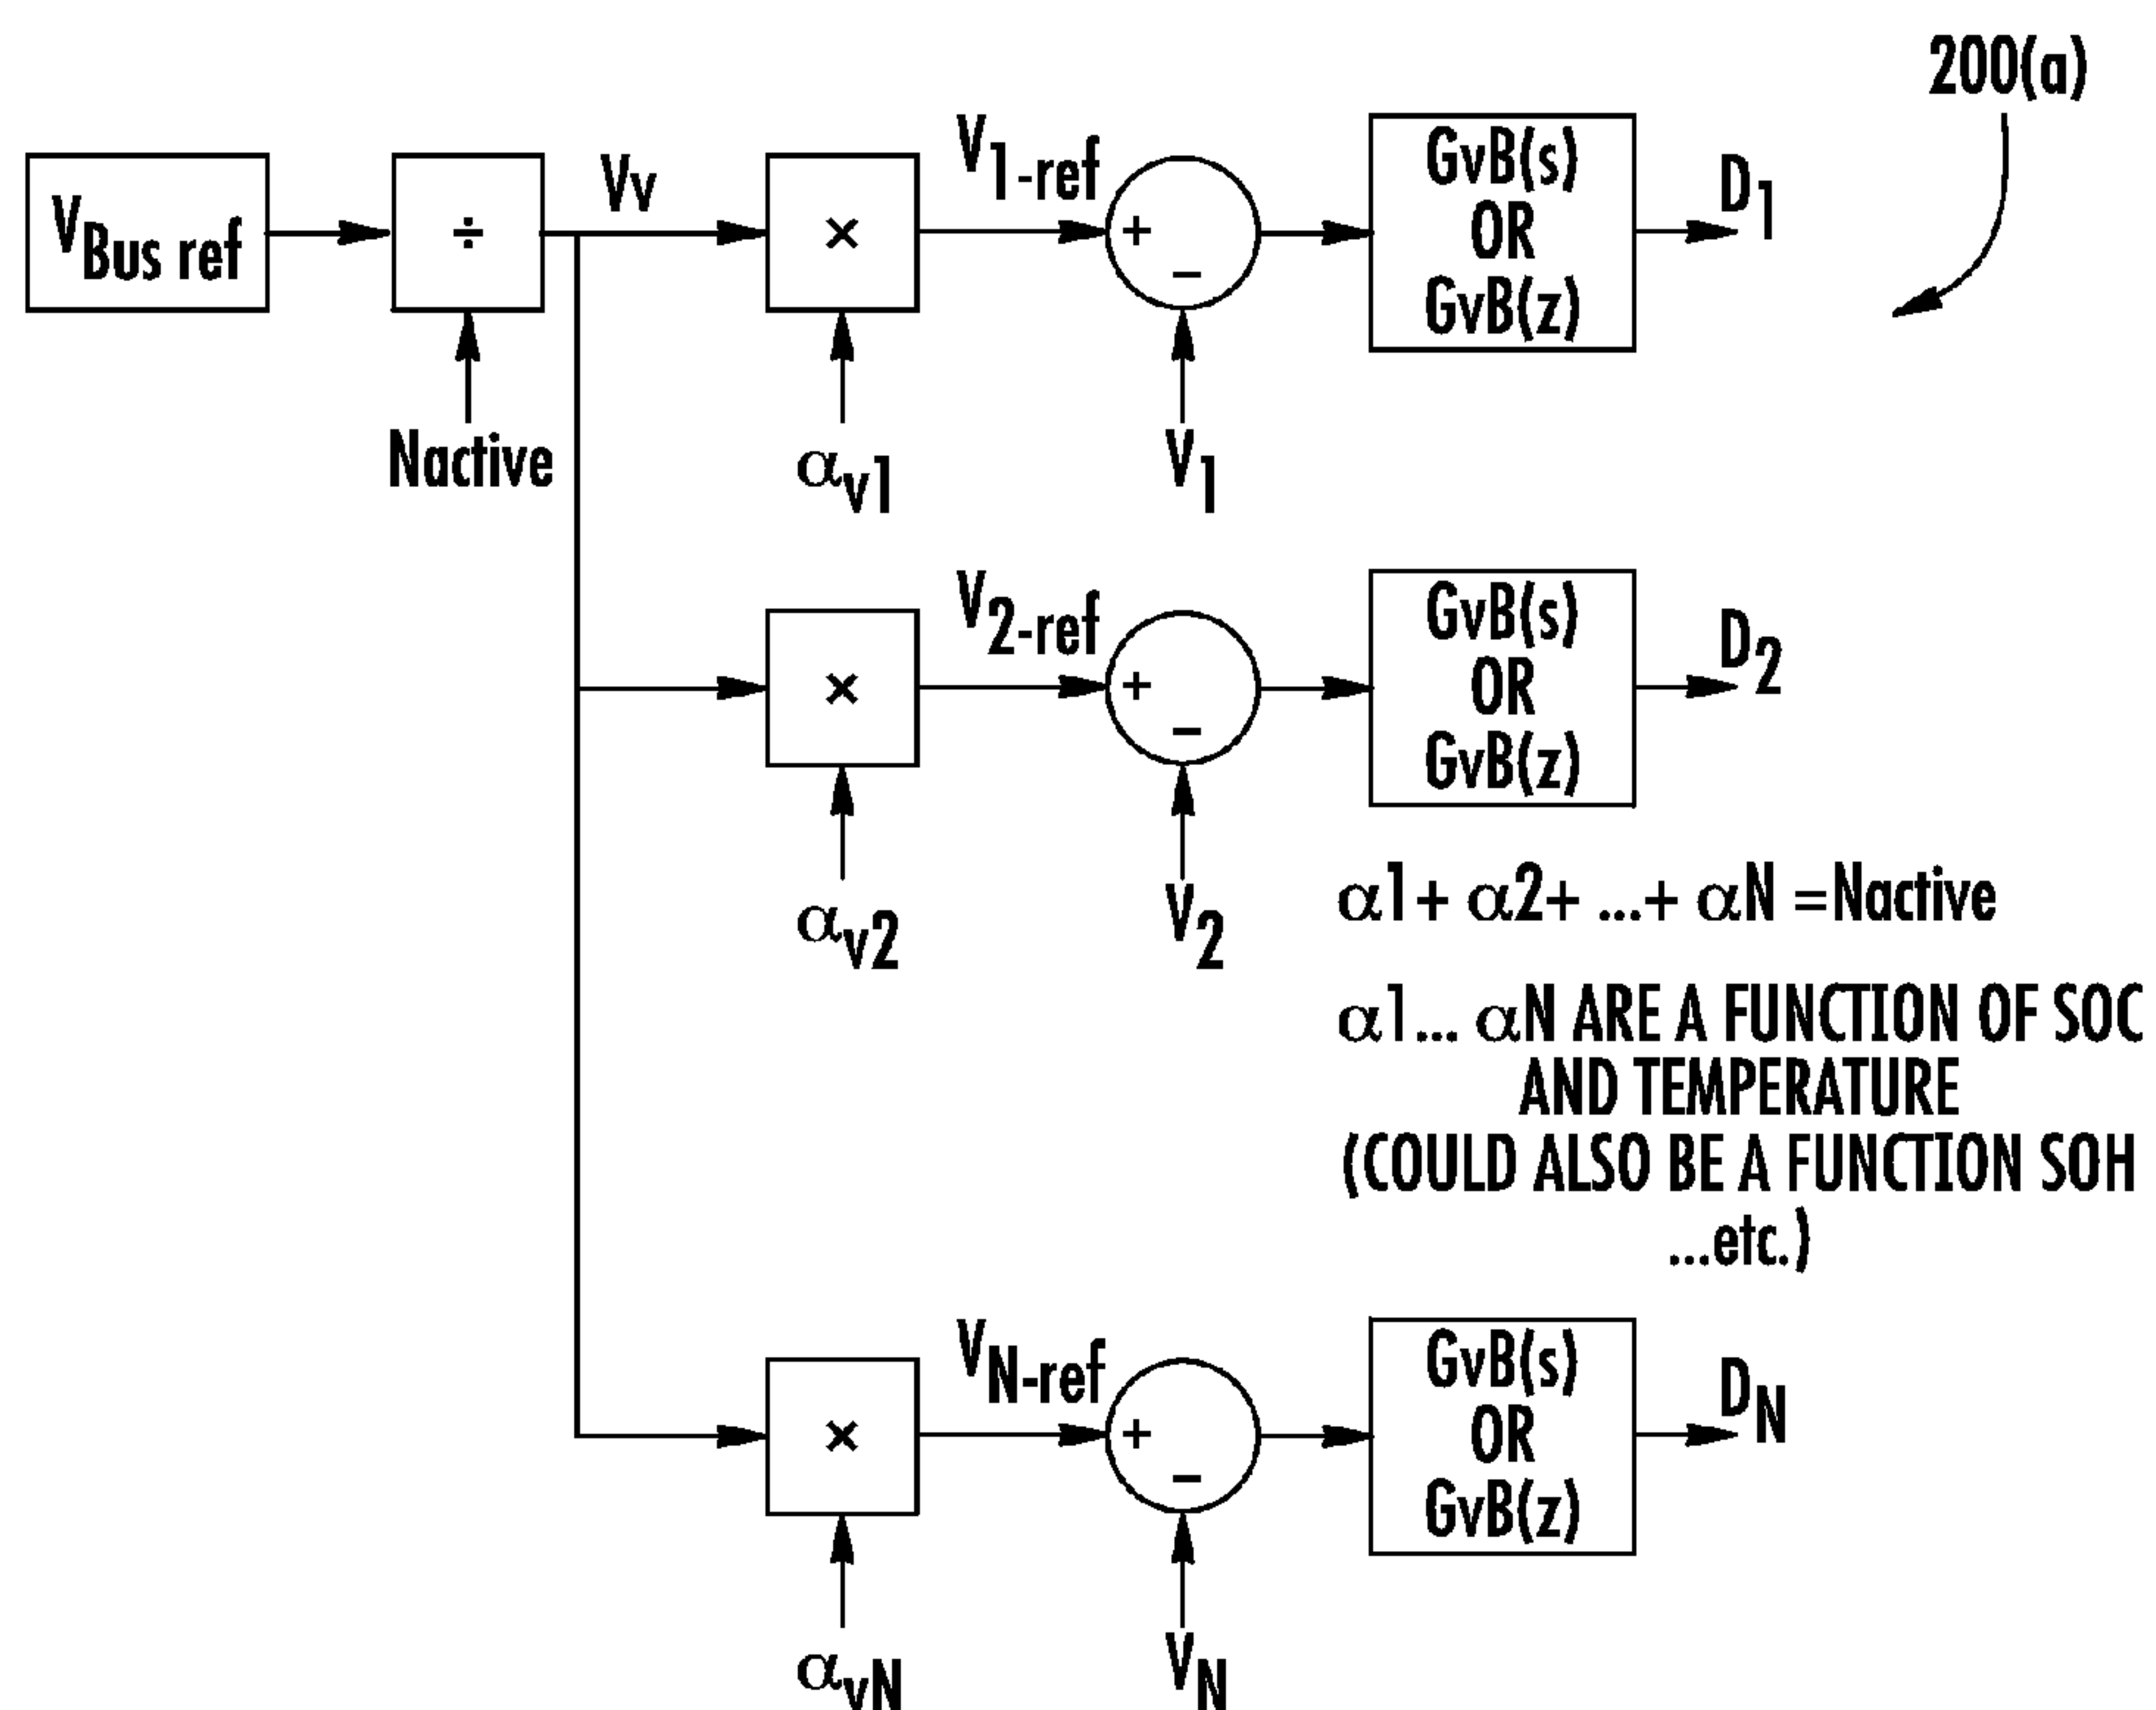 200(a)
VBus ref
÷
Vv
×
V1-ref
+
−
GvB(s)
OR
GvB(z)
D1
Nactive
αv1
V1
×
V2-ref
+
−
GvB(s)
OR
GvB(z)
D2
αv2
V2
α1+ α2+ ...+ αN =Nactive
α1... αN ARE A FUNCTION OF SOC
AND TEMPERATURE
(COULD ALSO BE A FUNCTION SOH
...etc.)
×
VN-ref
+
−
GvB(s)
OR
GvB(z)
DN
αvN
VN